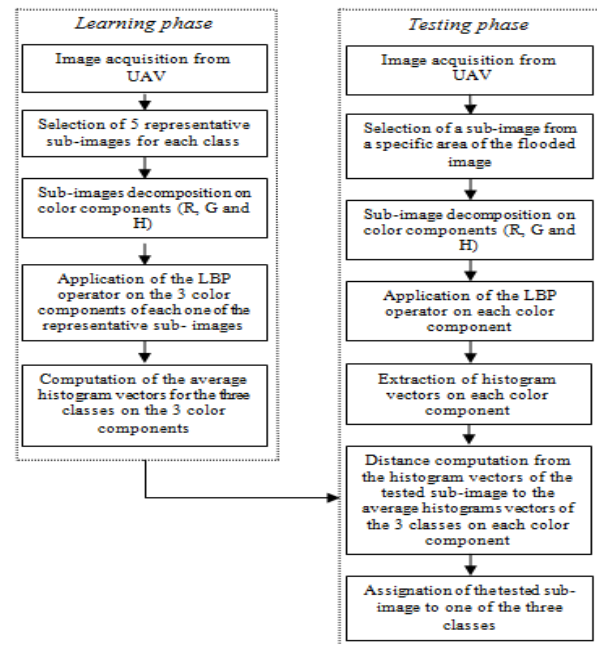 Learning phase
Image acquisition from
UAV
Selection of 5 representative
sub-images for each class
Sub-images decomposition on
color components (R, G and
H)
Application of the LBP
operator on the 3 color
components of each one of the
representative sub- images
Computation of the average
histogram vectors for the three
classes on the 3 color
components
Testing phase
Image acquisition from
UAV
Selection of a sub-image from
a specific area of the flooded
image
Sub-image decomposition on
color components (R, G and
H)
Application of the LBP
operator on each color
component
Extraction of histogram
vectors on each color
component
Distance computation from
the histogram vectors of the
tested sub-image to the
average histograms vectors of
the 3 classes on each color
component
Assignation of the tested sub-
image to one of the three
classes